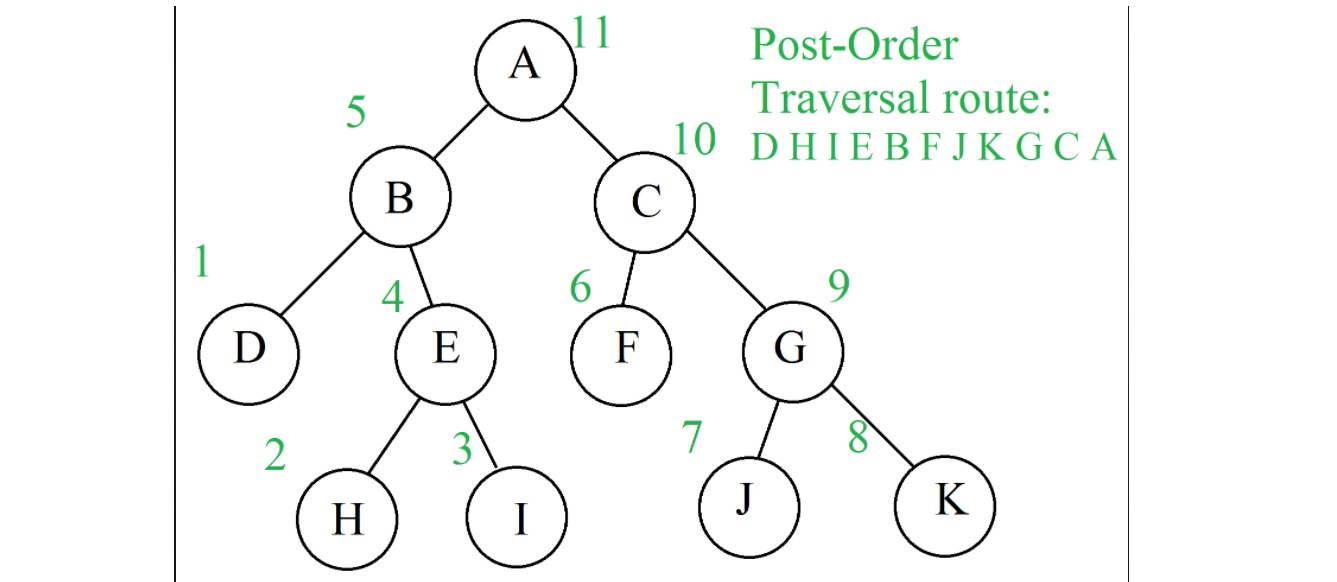 A 11
Post-Order
Traversal route:
D H I E B F J K G C A
5
10
B
C
1
4
6
9
D
E
F
G
2
3
7
8
H
I
J
K